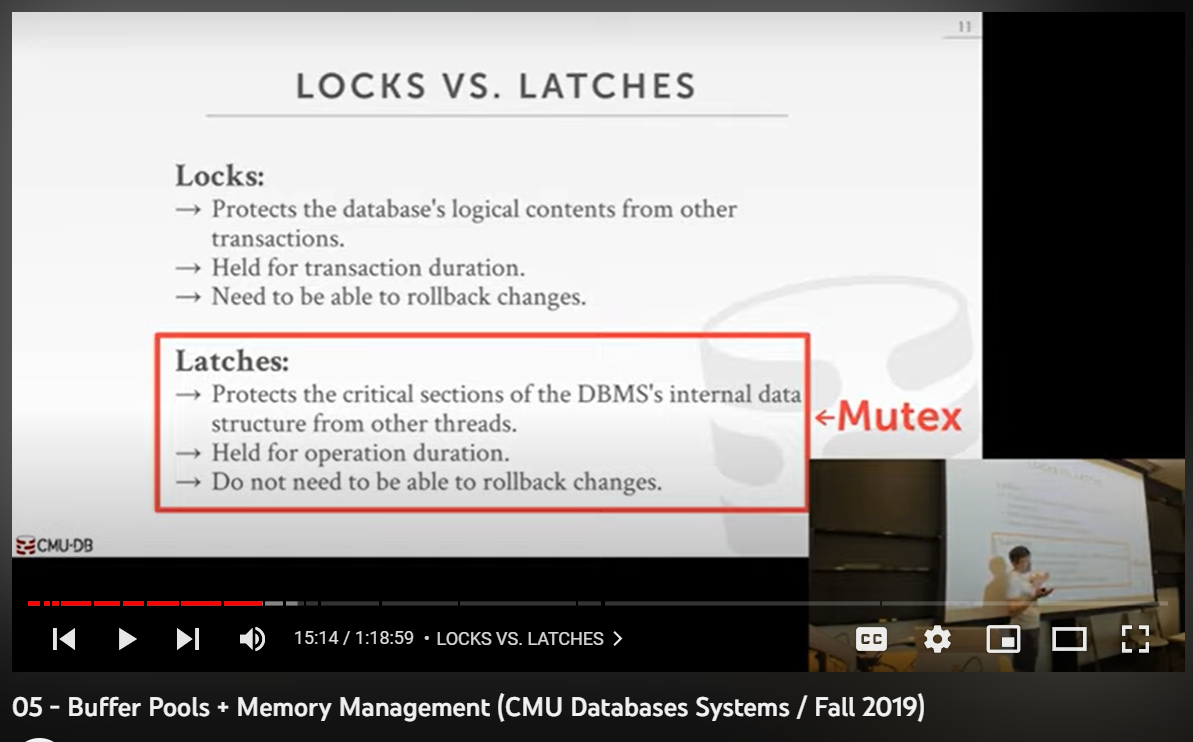 11
LOCKS VS. LATCHES
Locks:
→ Protects the database's logical contents from other
transactions.
→ Held for transaction duration.
→ Need to be able to rollback changes.
Latches:
→ Protects the critical sections of the DBMS's internal data
structure from other threads.
→ Held for operation duration.
→ Do not need to be able to rollback changes.
←Mutex
CMU·DB
LOCKS VS. LATCHES
15:14 / 1:18:59 • LOCKS VS. LATCHES >
CC
05 - Buffer Pools + Memory Management (CMU Databases Systems / Fall 2019)